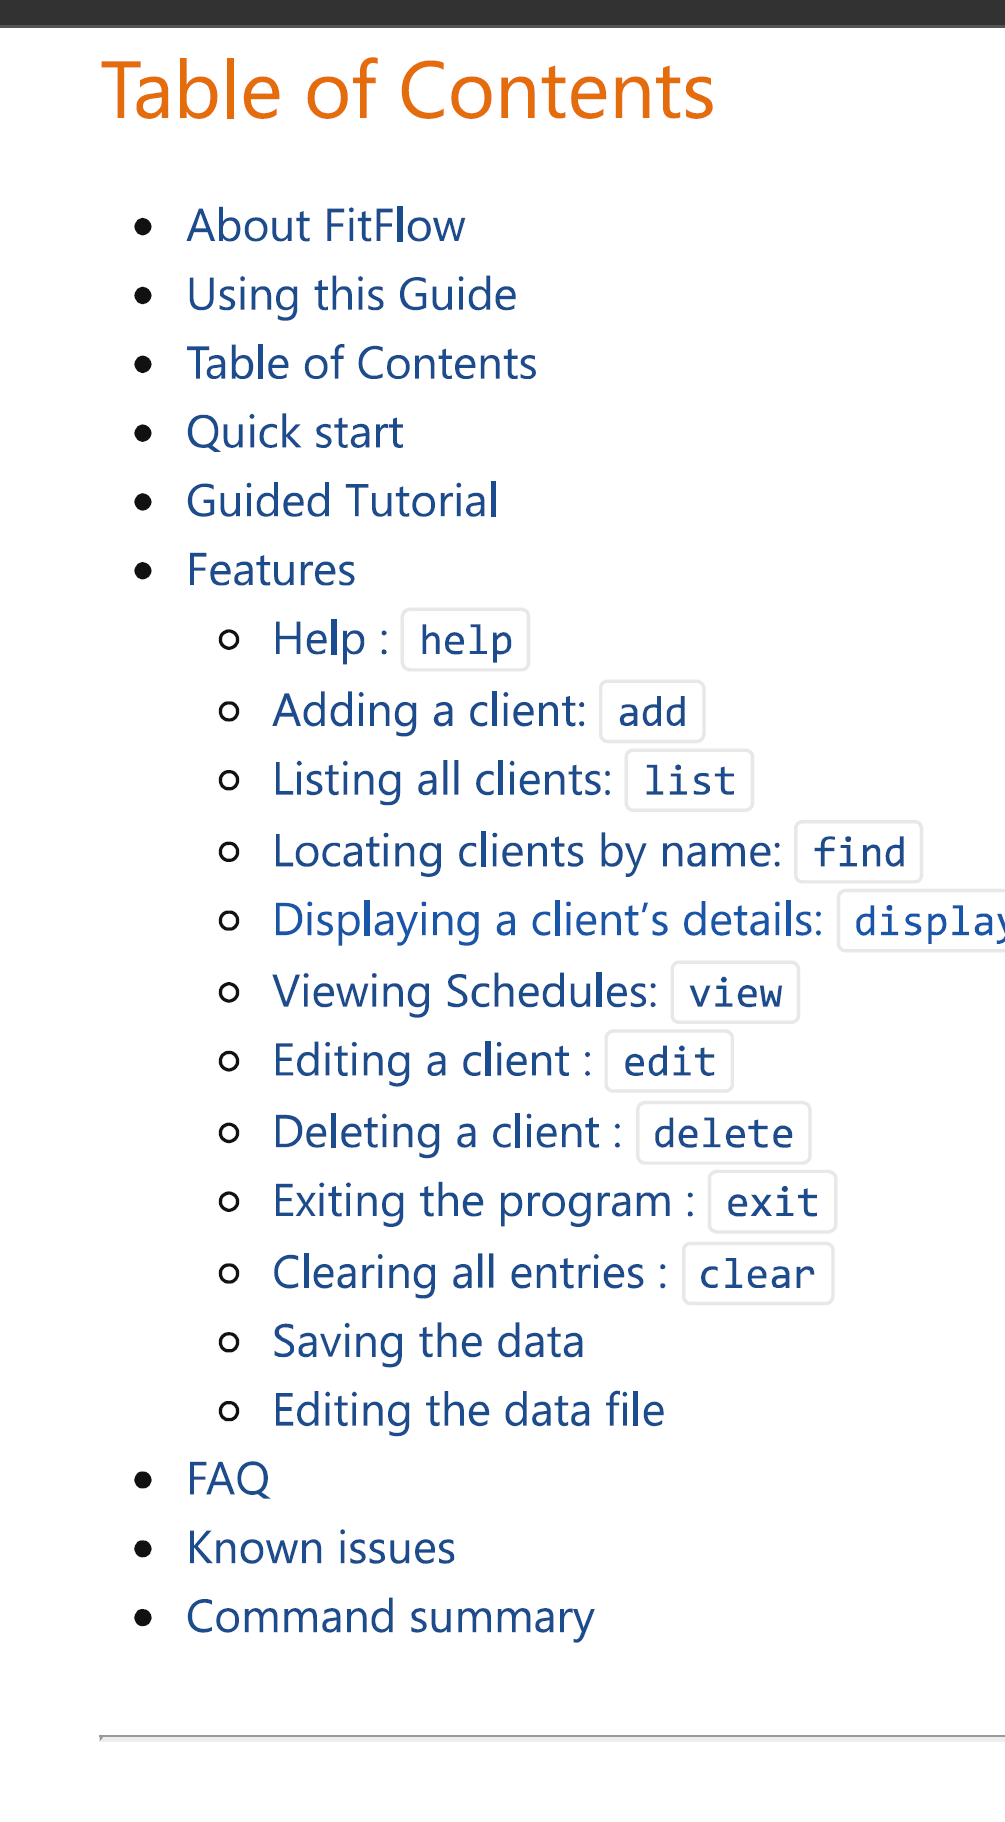 Table of Contents
About FitFlow
Using this Guide
Table of Contents
Quick start
Guided Tutorial
Features
Help : help
Adding a client: add
Listing all clients: list
Locating clients by name: find
Displaying a client’s details: display
Viewing Schedules: view
Editing a client : edit
Deleting a client : delete
Exiting the program : exit
Clearing all entries : clear
Saving the data
Editing the data file
FAQ
Known issues
Command summary